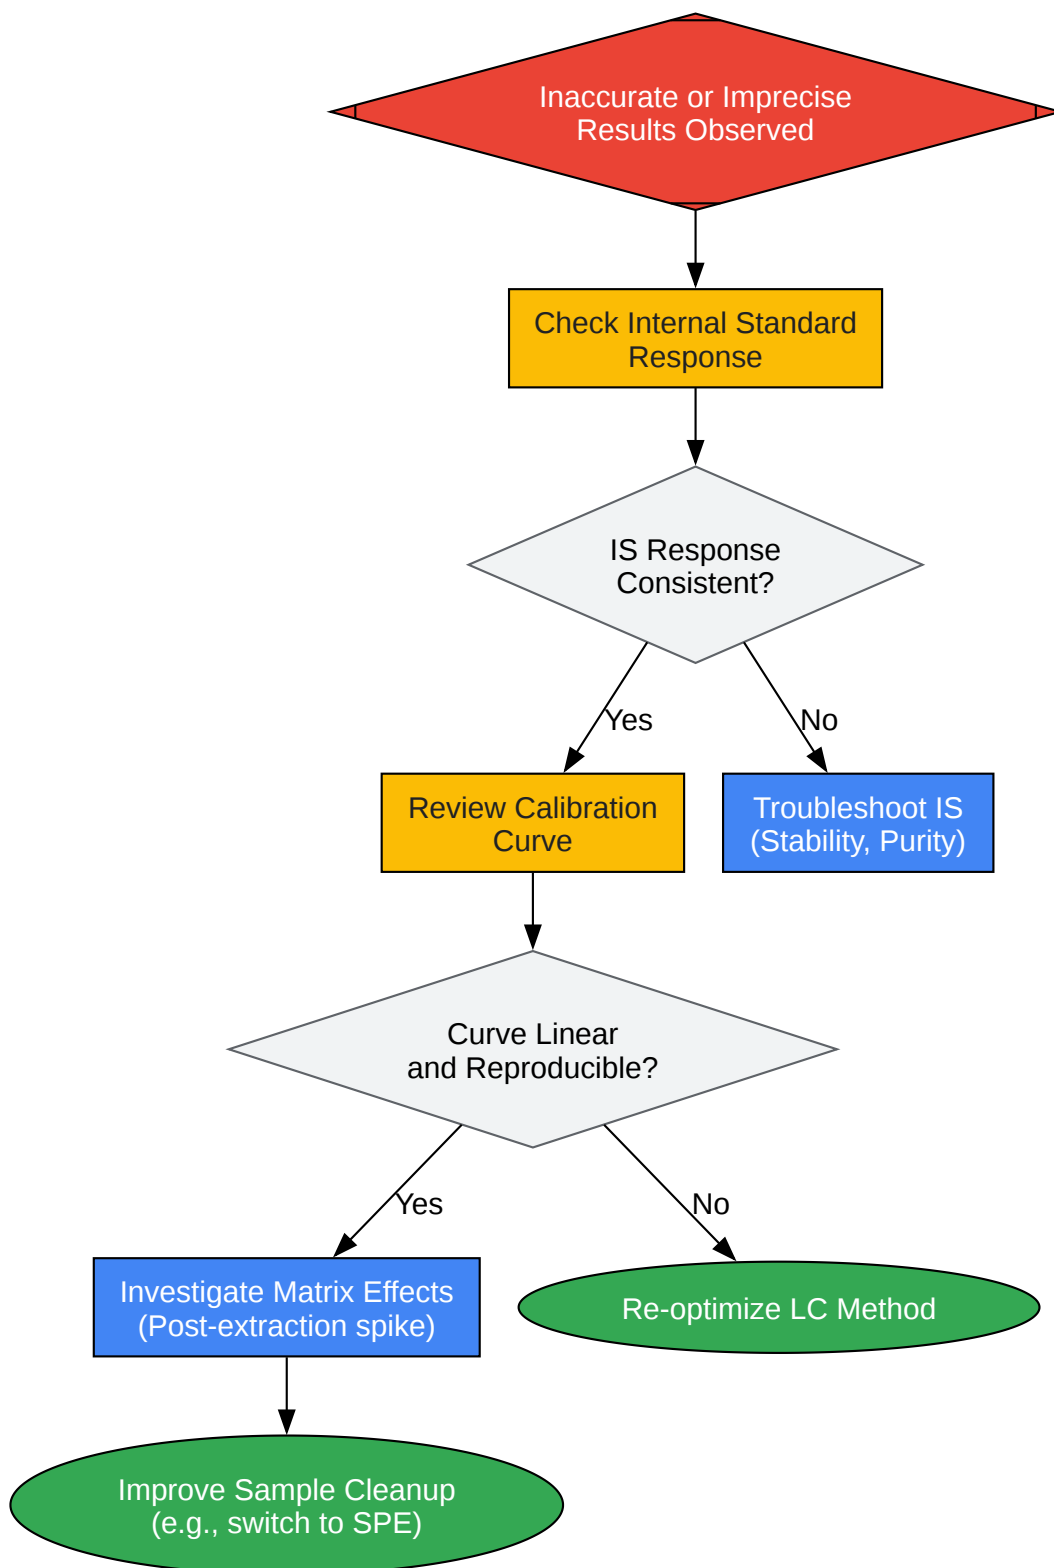 Inaccurate or Imprecise
Results Observed
Check Internal Standard
Response
IS Response
Consistent?
Yes
No
Review Calibration
Curve
Troubleshoot IS
(Stability, Purity)
Curve Linear
and Reproducible?
Yes
No
Investigate Matrix Effects
(Post-extraction spike)
Re-optimize LC Method
Improve Sample Cleanup
(e.g., switch to SPE)